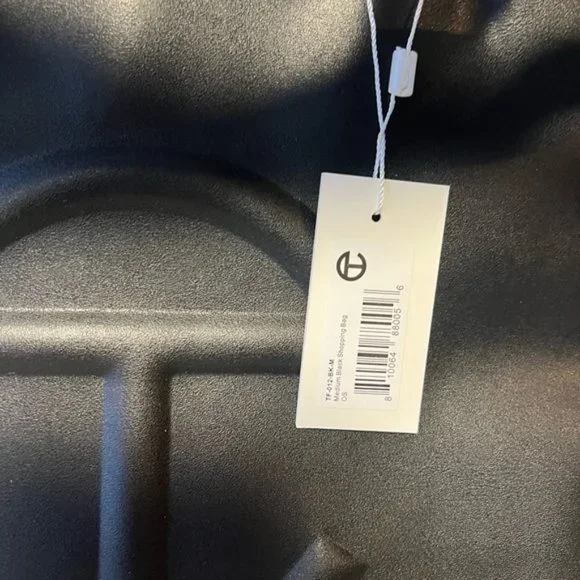 TF-012-BK-M
Medium Black Shopping Bag
OS
8 10064 88005 6